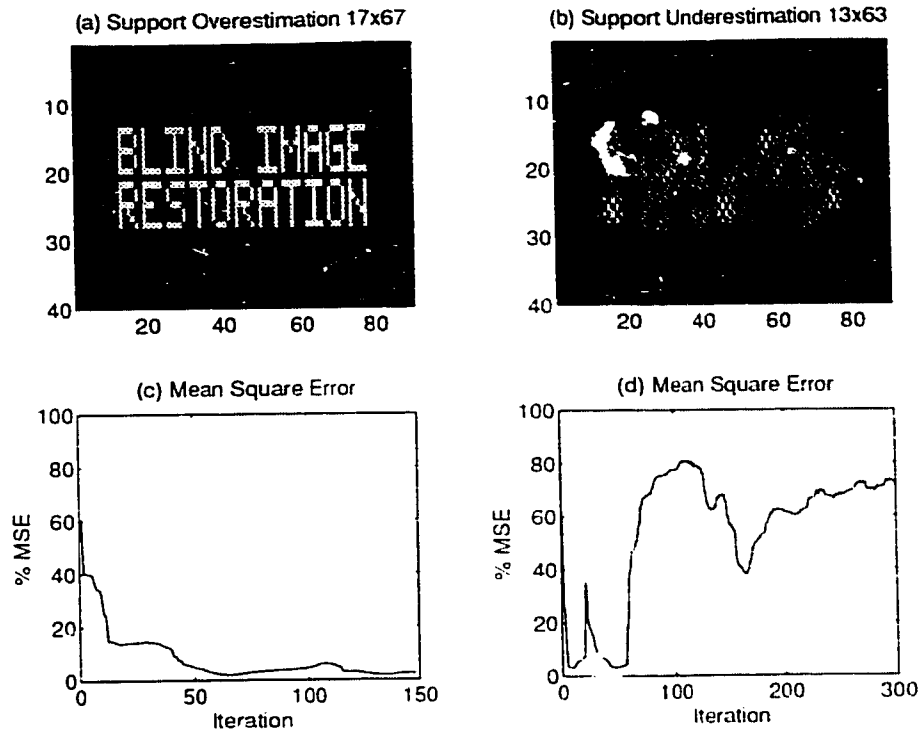 (a) Support Overestimation 17x67
10
20
30
40
BLIND IMAGE
RESTORATION
20 40 60 80
(b) Support Underestimation 13x63
10
20
30
40
20 40 60 80
(c) Mean Square Error
100
80
60
40
20
0
% MSE
0 50 100 150
Iteration
(d) Mean Square Error
100
80
60
40
20
0
% MSE
0 100 200 300
Iteration